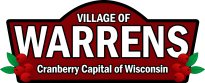 VILLAGE OF
WARRENS
Cranberry Capital of Wisconsin